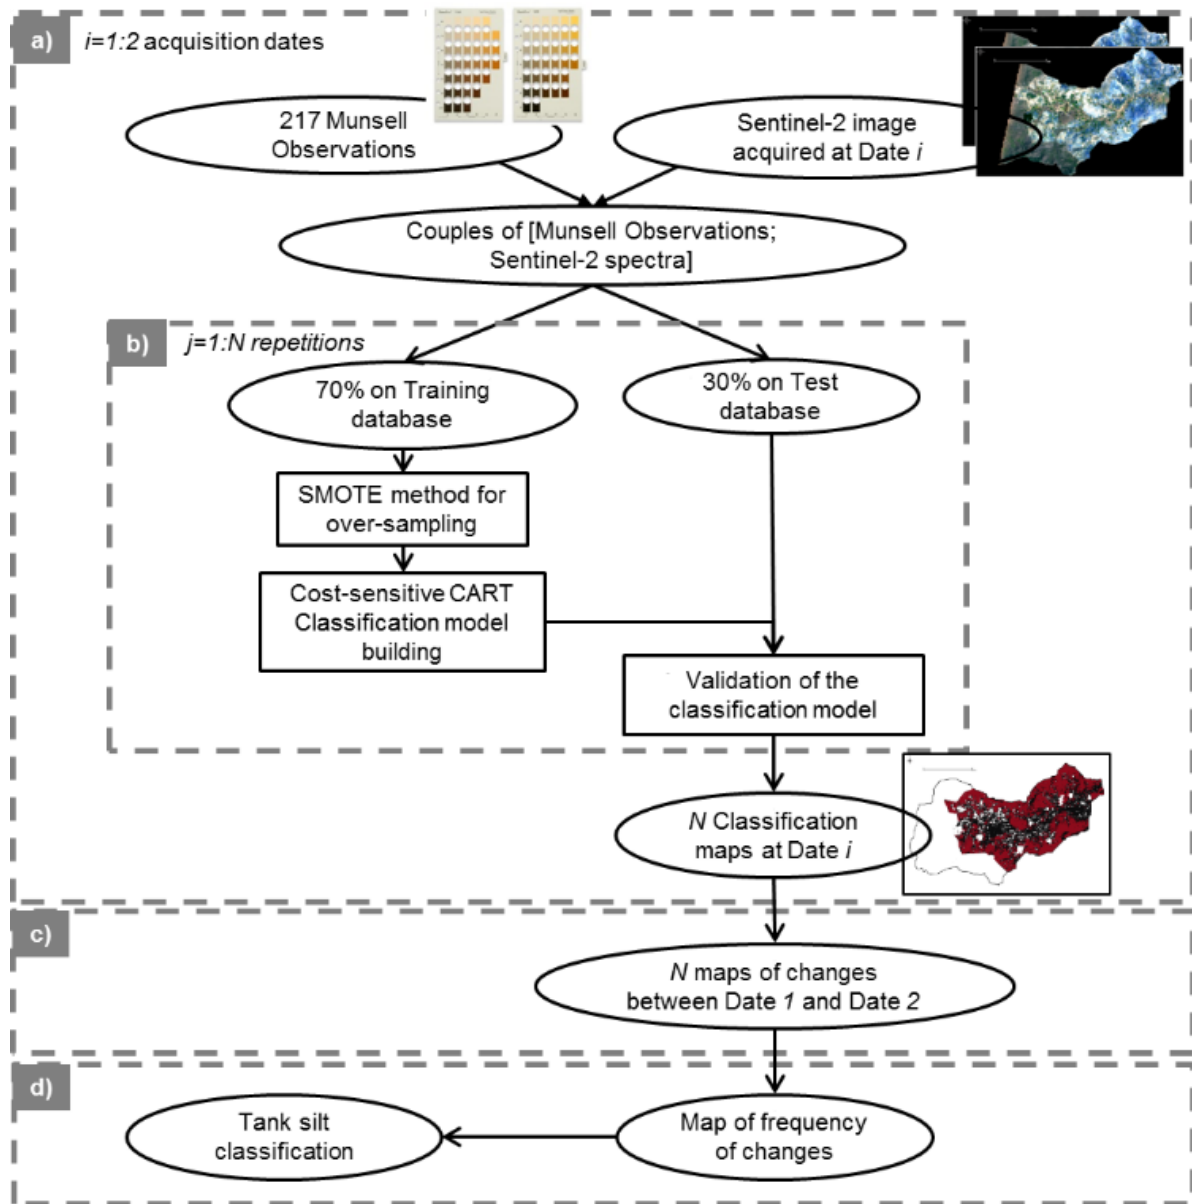 a)
i=1:2 acquisition dates
217 Munsell
Observations
Sentinel-2 image
acquired at Date i
Couples of [Munsell Observations;
Sentinel-2 spectra]
b)
j=1:N repetitions
70% on Training
database
30% on Test
database
SMOTE method for
over-sampling
Cost-sensitive CART
Classification model
building
Validation of the
classification model
N Classification
maps at Date i
c)
N maps of changes
between Date 1 and Date 2
d)
Tank silt
classification
Map of frequency
of changes